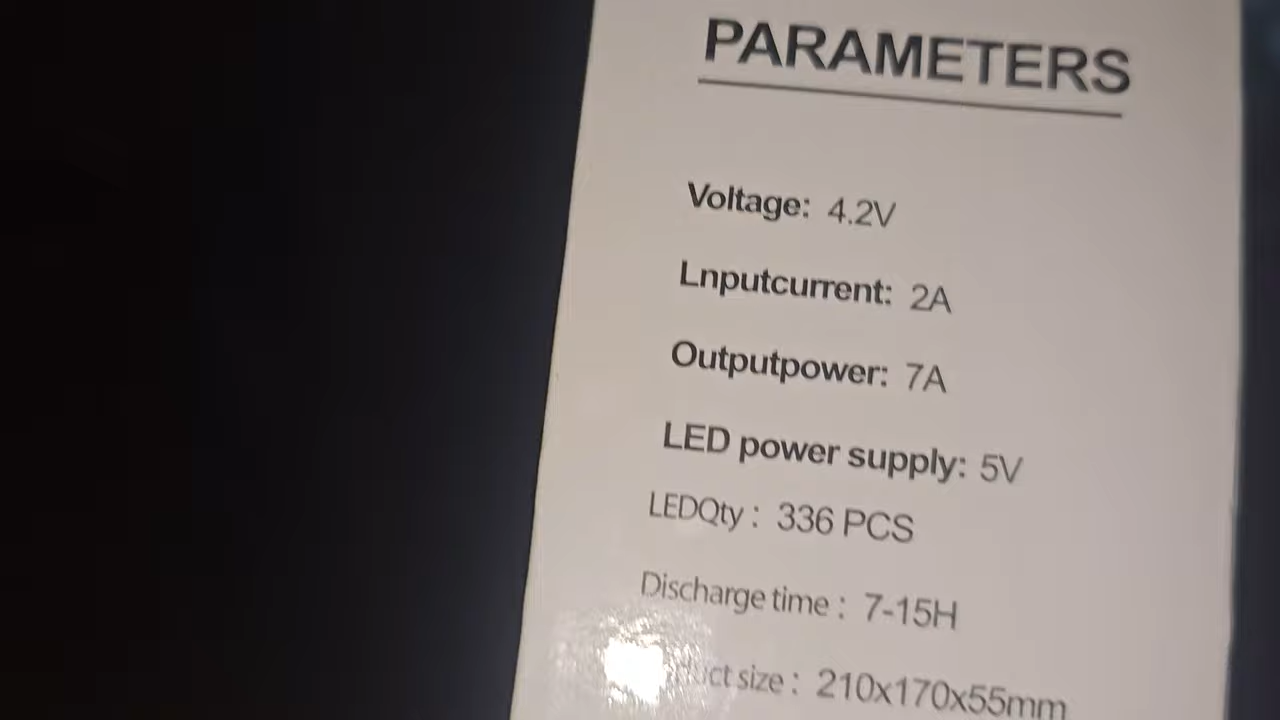 PARAMETERS
Voltage: 4.2V
Lnputcurrent: 2A
Outputpower: 7A
LED power supply: 5V
LEDQty : 336 PCS
Discharge time : 7-15H
size : 210x170x55mm